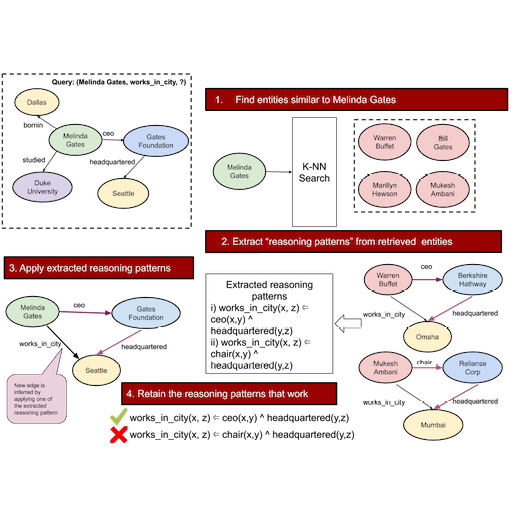 Query: (Melinda Gates, works_in_city, ?)
Dallas
bornin
Melinda
Gates
ceo
Gates
Foundation
studied
headquartered
Duke
University
Seattle
1. Find entities similar to Melinda Gates
Melinda
Gates
K-NN
Search
Warren
Buffet
Bill
Gates
Marillyn
Hewson
Mukesh
Ambani
2. Extract “reasoning patterns” from retrieved entities
Extracted reasoning
patterns
i) works_in_city(x, z) ⇐
ceo(x,y) ^
headquartered(y,z)
ii) works_in_city(x, z) ⇐
chair(x,y) ^
headquartered(y,z)
Warren
Buffet
ceo
Berkshire
Hathway
works_in_city
headquartered
Omaha
Mukesh
Ambani
chair
Relianse
Corp
works_in_city
headquartered
Mumbai
3. Apply extracted reasoning patterns
Melinda
Gates
ceo
Gates
Foundation
works_in_city
headquartered
Seattle
New edge is
inferred by
applying one of
the extracted
reasoning pattern
4. Retain the reasoning patterns that work
works_in_city(x, z) ⇐ ceo(x,y) ^ headquartered(y,z)
works_in_city(x, z) ⇐ chair(x,y) ^ headquartered(y,z)